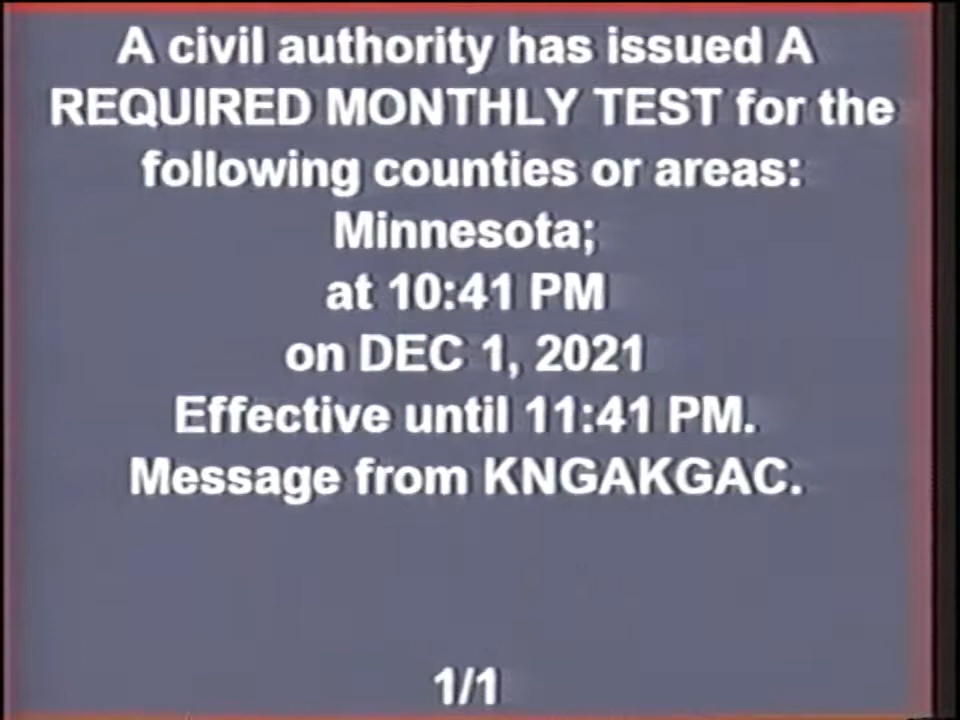 A civil authority has issued A
REQUIRED MONTHLY TEST for the
following counties or areas:
Minnesota;
at 10:41 PM
on DEC 1, 2021
Effective until 11:41 PM.
Message from KNGAKGAC.
1/1